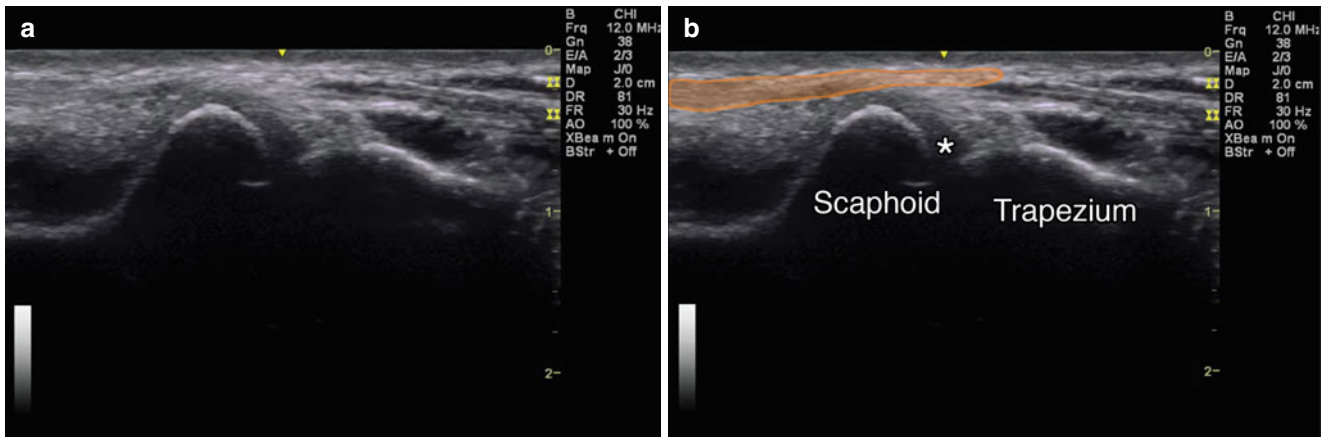 a
B CHI
Frq 12.0 MHz
Gn 38
E/A 2/3
Map J/0
D 2.0 cm
DR 81
FR 30 Hz
AO 100 %
XBeam On
BStr + Off
0
1
2
b
B CHI
Frq 12.0 MHz
Gn 38
E/A 2/3
Map J/0
D 2.0 cm
DR 81
FR 30 Hz
AO 100 %
XBeam On
BStr + Off
0
*
Scaphoid
Trapezium
1
2